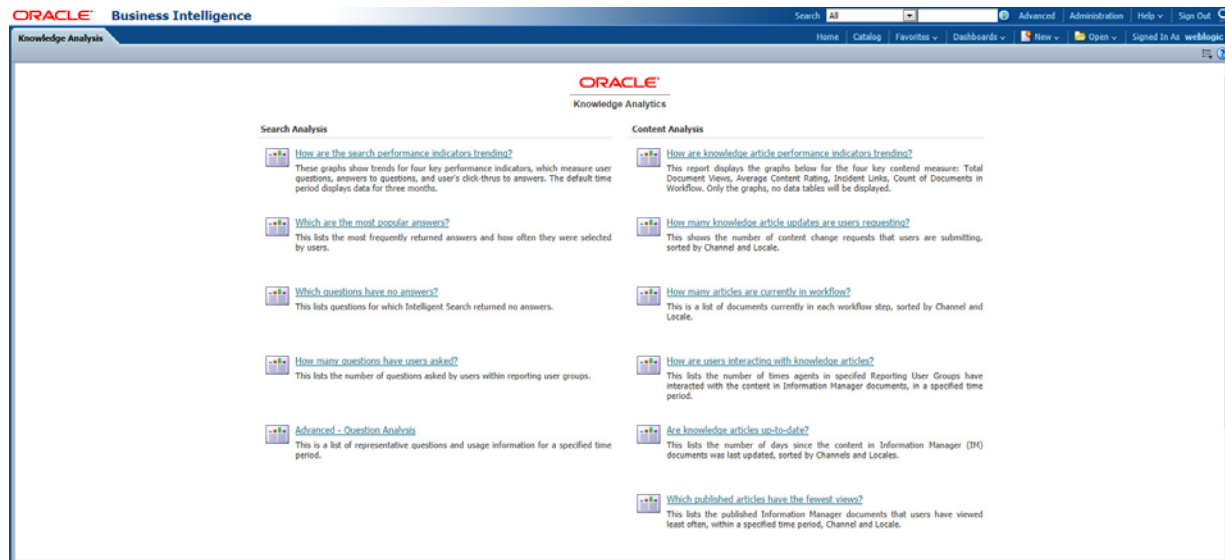 ORACLE Business Intelligence
Search All Advanced Administration Help Sign Out
Knowledge Analysis
Home Catalog Favorites Dashboards New Open Signed In As weblogic
ORACLE
Knowledge Analytics
Search Analysis
How are the search performance indicators trending?
These graphs show trends for four key performance indicators, which measure user
questions, answers to questions, and user's click-thrus to answers. The default time
period displays data for three months.
Which are the most popular answers?
This lists the most frequently returned answers and how often they were selected
by users.
Which questions have no answers?
This lists questions for which Intelligent Search returned no answers.
How many questions have users asked?
This lists the number of questions asked by users within reporting user groups.
Advanced - Question Analysis
This is a list of representative questions and usage information for a specified time
period.
Content Analysis
How are knowledge article performance indicators trending?
This report displays the graphs below for the four key contend measure: Total
Document Views, Average Content Rating, Incident Links, Count of Documents in
Workflow. Only the graphs, no data tables will be displayed.
How many knowledge article updates are users requesting?
This shows the number of content change requests that users are submitting,
sorted by Channel and Locale.
How many articles are currently in workflow?
This is a list of documents currently in each workflow step, sorted by Channel and
Locale.
How are users interacting with knowledge articles?
This lists the number of times agents in specifed Reporting User Groups have
interacted with the content in Information Manager documents, in a specified time
period.
Are knowledge articles up-to-date?
This lists the number of days since the content in Information Manager (IM)
documents was last updated, sorted by Channels and Locales.
Which published articles have the fewest views?
This lists the published Information Manager documents that users have viewed
least often, within a specified time period, Channel and Locale.